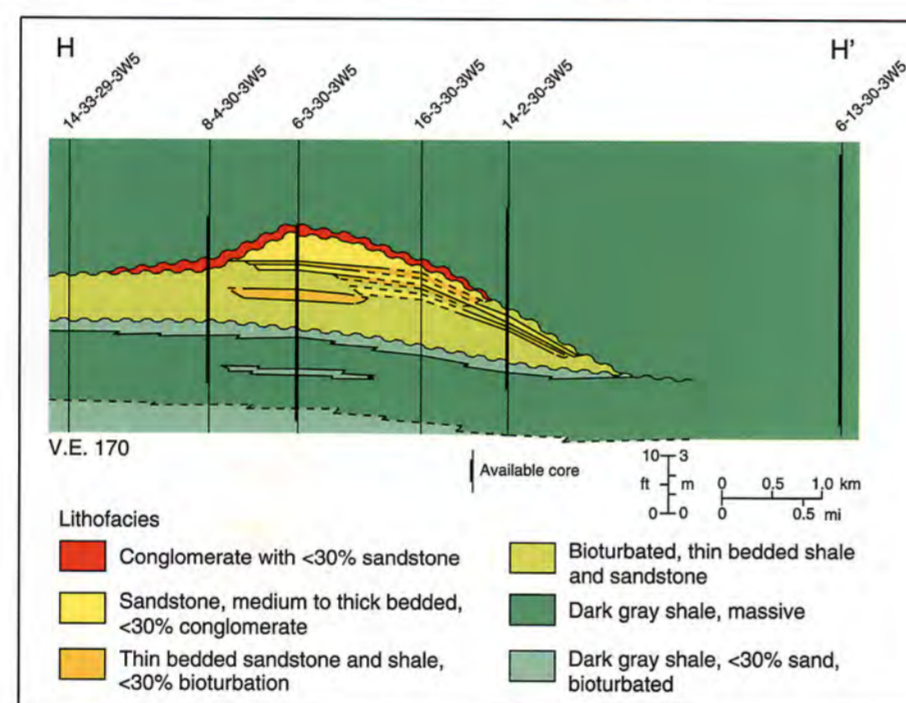 H
H'
14-33-29-3W5
8-4-30-3W5
6-3-30-3W5
16-3-30-3W5
14-2-30-3W5
6-13-30-3W5
V.E. 170
Available core
10 3
ft m
0 0
0 0.5 1.0 km
0 0.5 mi
Lithofacies
Conglomerate with <30% sandstone
Sandstone, medium to thick bedded,
<30% conglomerate
Thin bedded sandstone and shale,
<30% bioturbation
Bioturbated, thin bedded shale
and sandstone
Dark gray shale, massive
Dark gray shale, <30% sand,
bioturbated